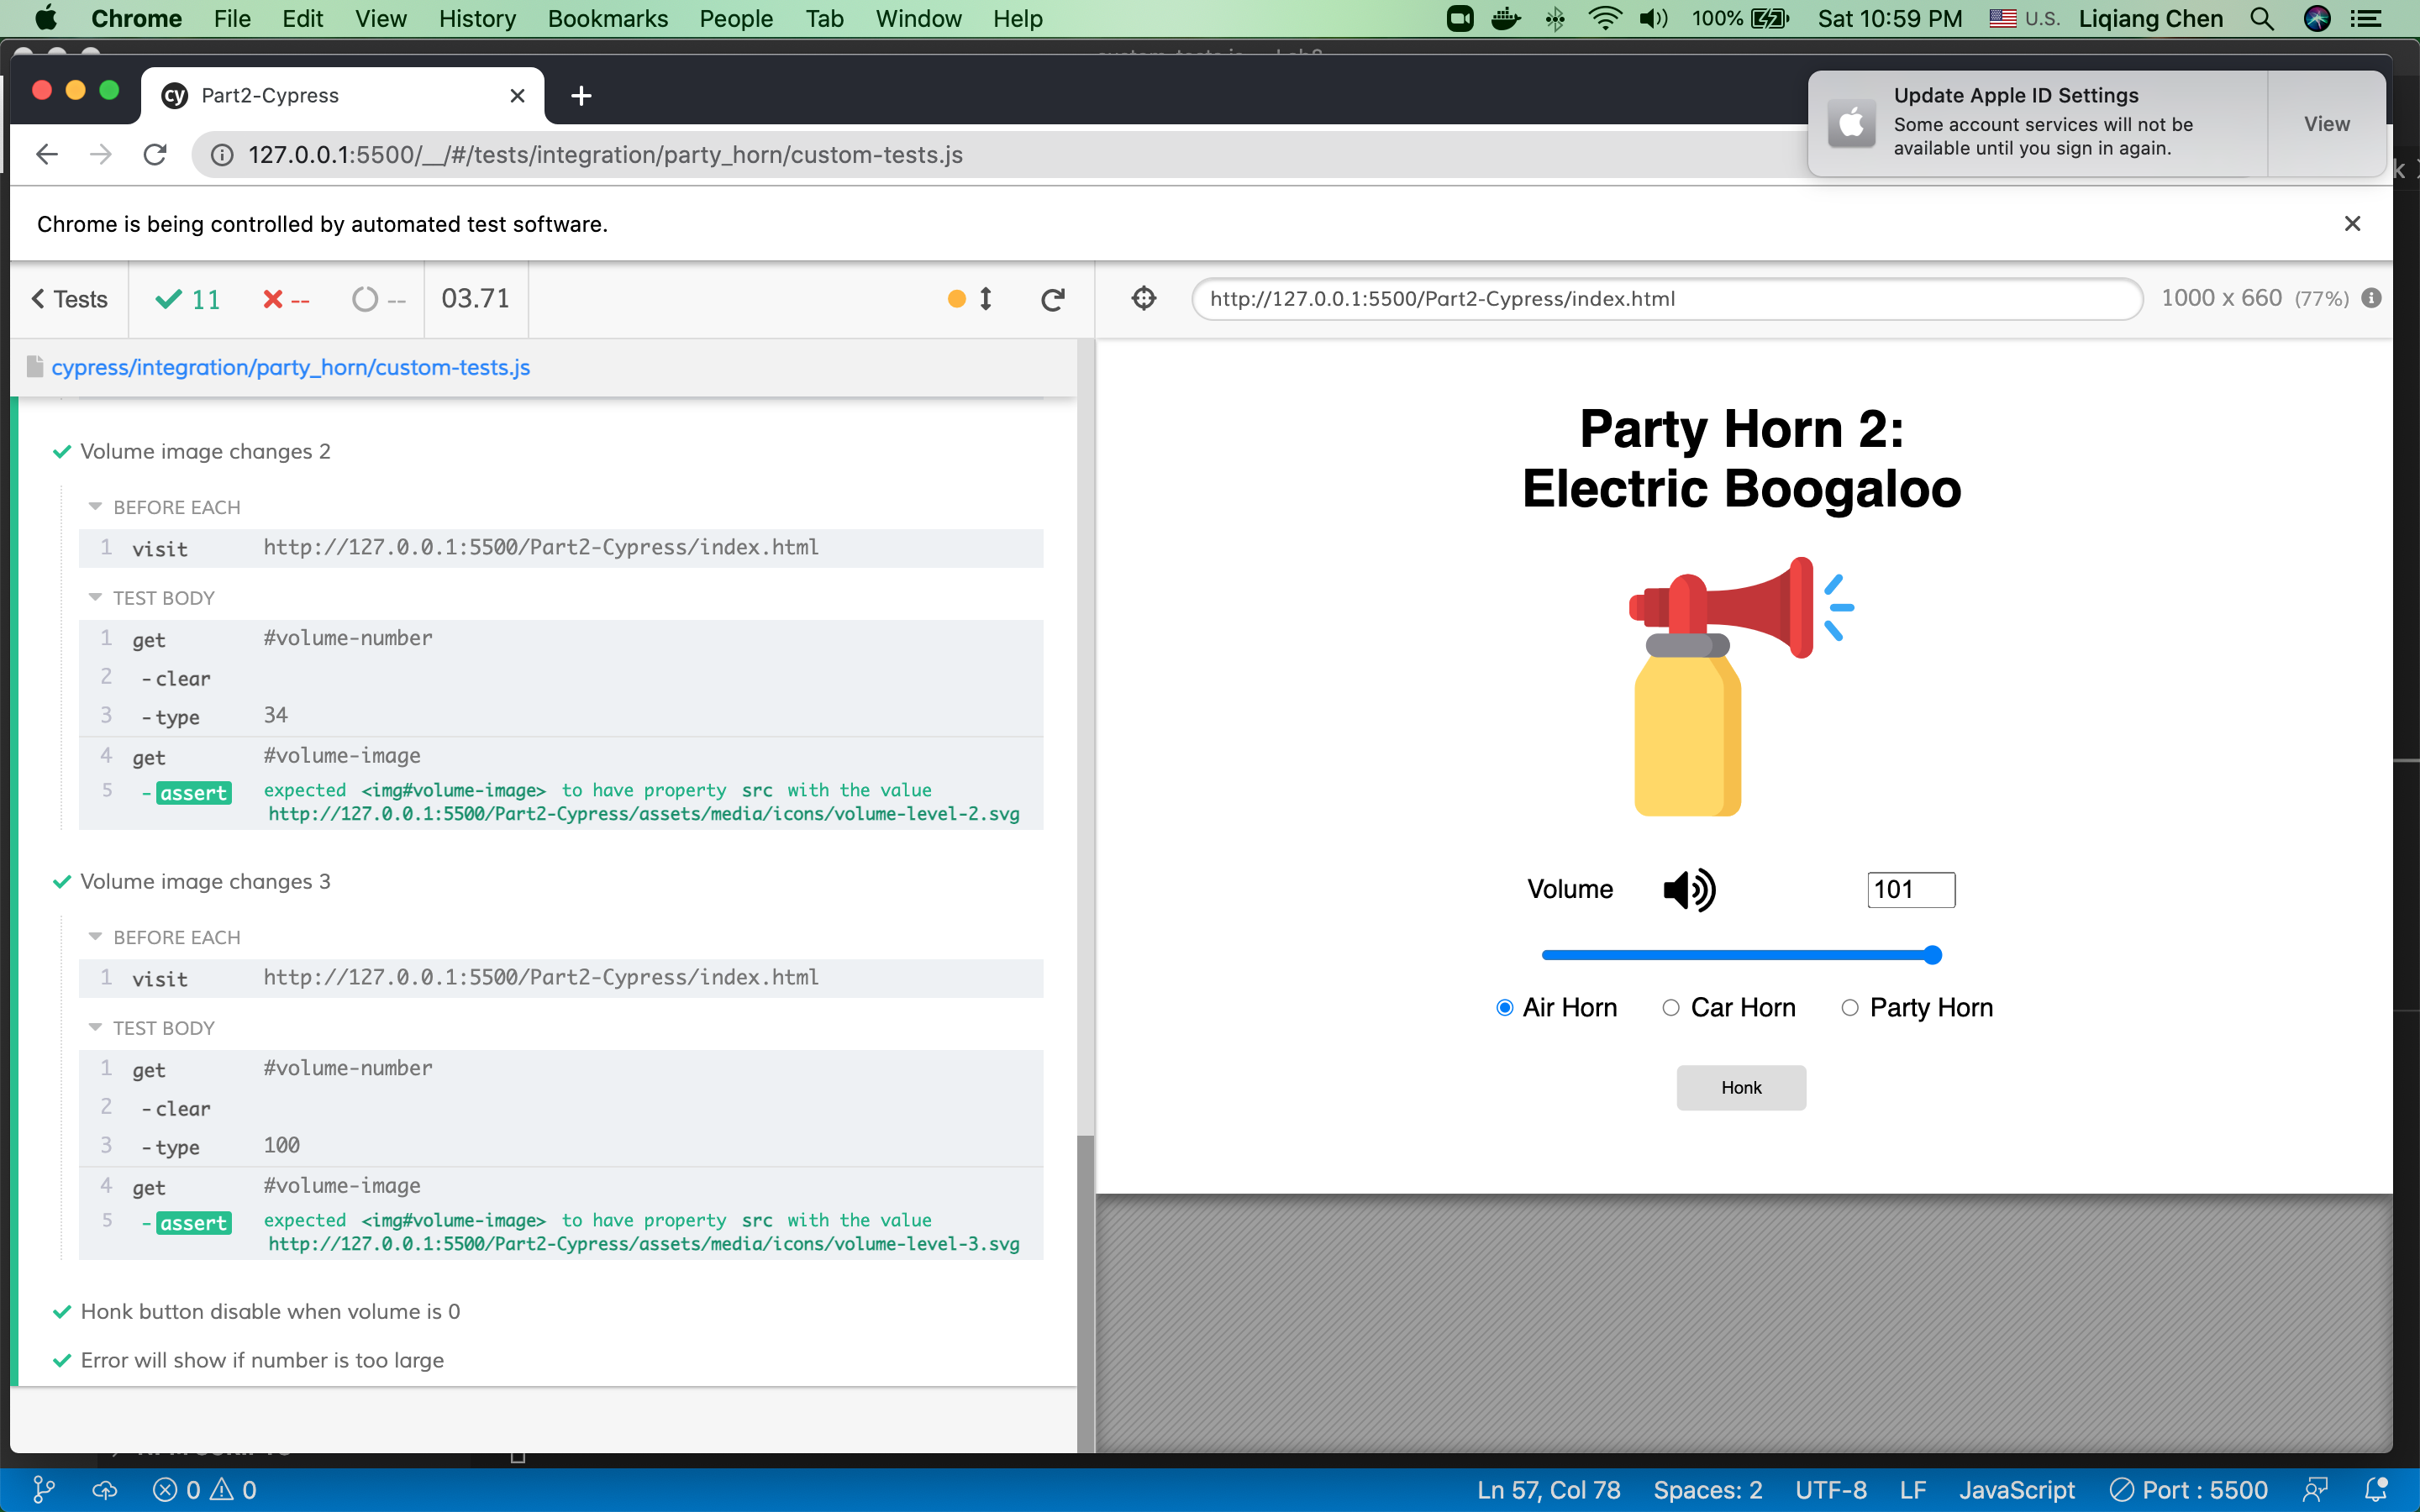 Chrome File Edit View History Bookmarks People Tab Window Help 100% Sat 10:59 PM U.S. Liqiang Chen
cy Part2-Cypress
Update Apple ID Settings
Some account services will not be
available until you sign in again.
View
127.0.0.1:5500/__/#/tests/integration/party_horn/custom-tests.js
Chrome is being controlled by automated test software.
Tests 11 -- -- 03.71
http://127.0.0.1:5500/Part2-Cypress/index.html 1000 x 660 (77%)
cypress/integration/party_horn/custom-tests.js
Volume image changes 2
BEFORE EACH
1 visit http://127.0.0.1:5500/Part2-Cypress/index.html
TEST BODY
1 get #volume-number
2 -clear
3 -type 34
4 get #volume-image
5 -assert expected <img#volume-image> to have property src with the value
http://127.0.0.1:5500/Part2-Cypress/assets/media/icons/volume-level-2.svg
Volume image changes 3
BEFORE EACH
1 visit http://127.0.0.1:5500/Part2-Cypress/index.html
TEST BODY
1 get #volume-number
2 -clear
3 -type 100
4 get #volume-image
5 -assert expected <img#volume-image> to have property src with the value
http://127.0.0.1:5500/Part2-Cypress/assets/media/icons/volume-level-3.svg
Honk button disable when volume is 0
Error will show if number is too large
Party Horn 2:
Electric Boogaloo
Volume 101
Air Horn Car Horn Party Horn
Honk
0 0 Ln 57, Col 78 Spaces: 2 UTF-8 LF JavaScript Port : 5500